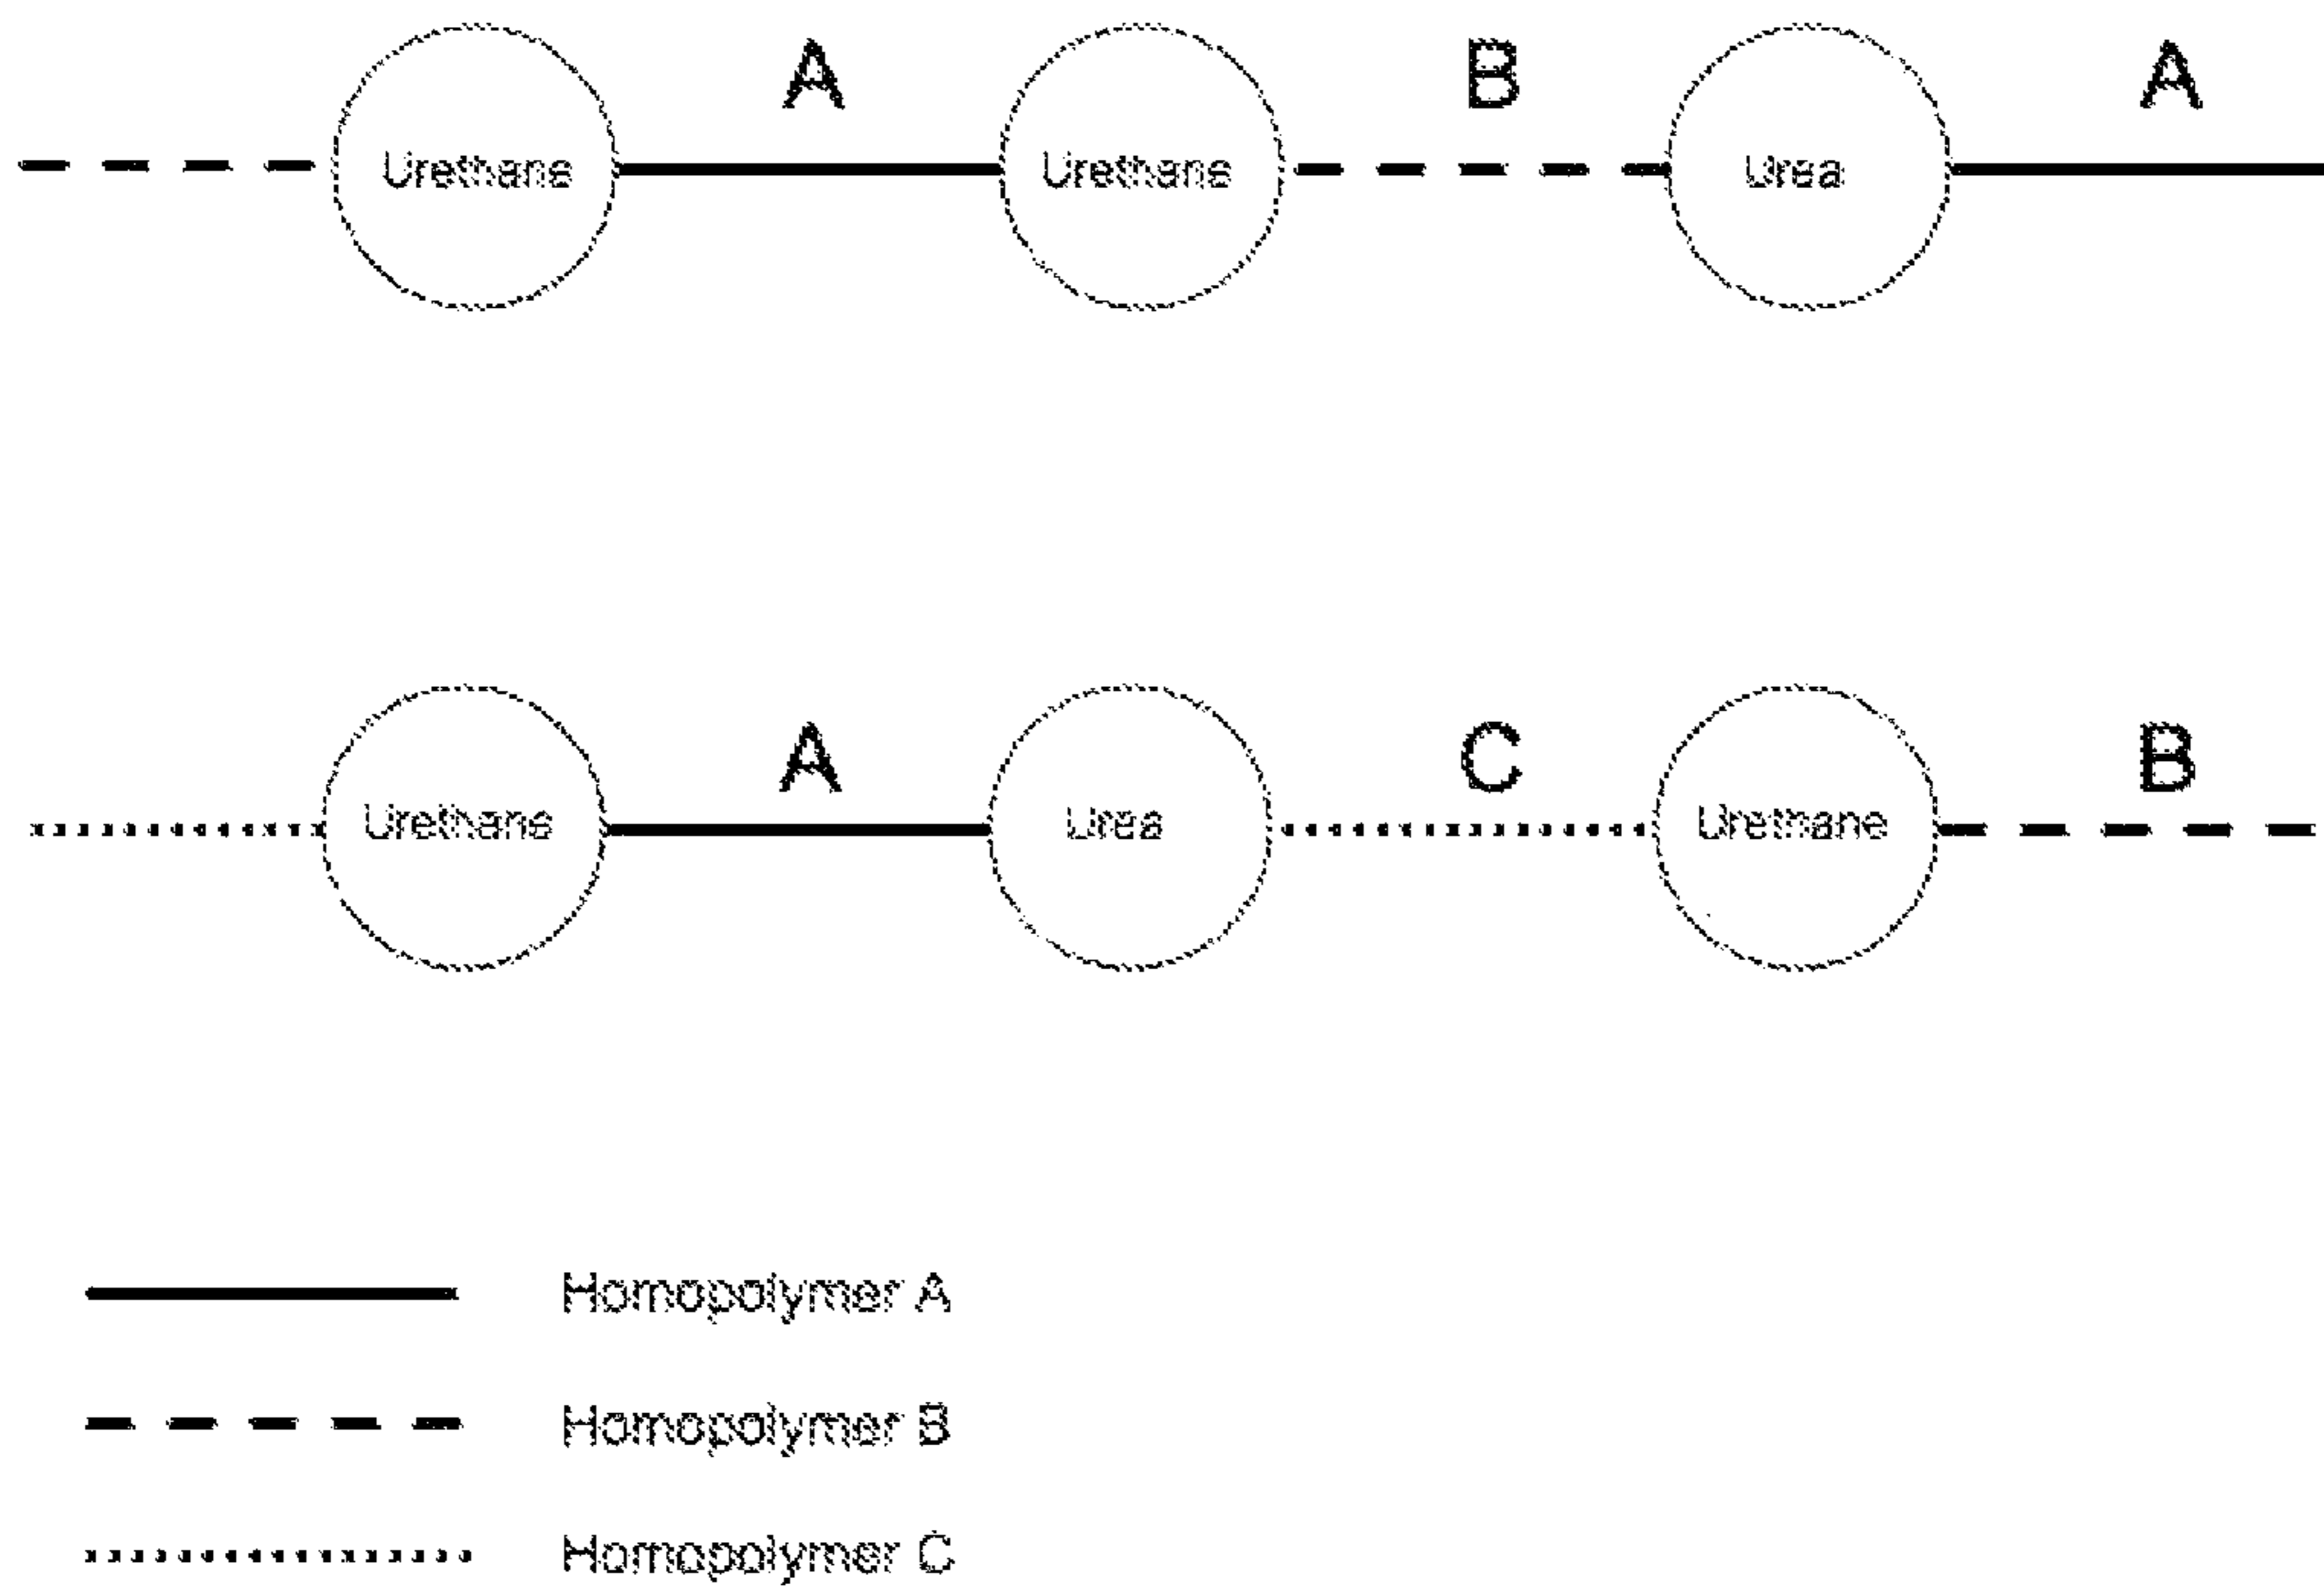 A B A
Urethane Urethane Urea
A C B
Urethane Urea Urethane
Homopolymer A
Homopolymer B
Homopolymer C